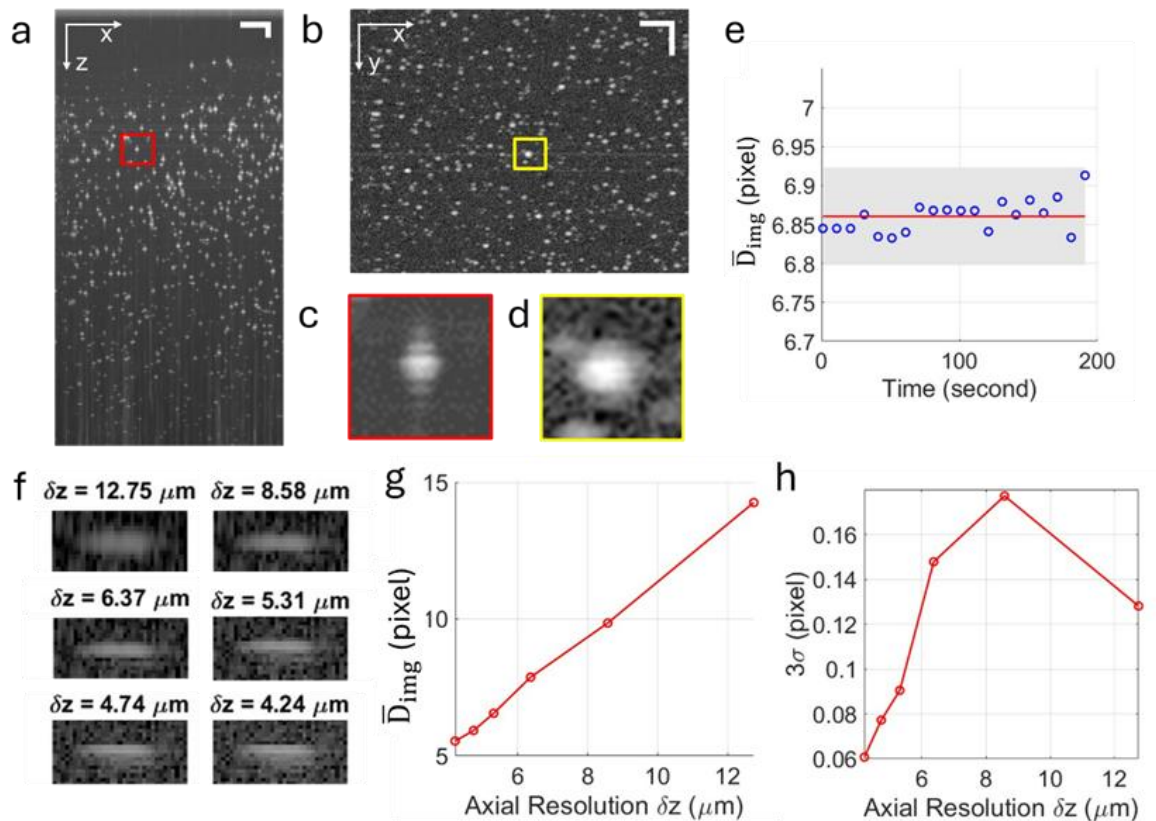 a
x
z
b
x
y
c
d
e
7
6.95
6.9
6.85
6.8
6.75
6.7
D̅img (pixel)
0
100
200
Time (second)
f
δz = 12.75 μm
δz = 8.58 μm
δz = 6.37 μm
δz = 5.31 μm
δz = 4.74 μm
δz = 4.24 μm
g
15
10
5
D̅img (pixel)
6
8
10
12
Axial Resolution δz (μm)
h
0.16
0.14
0.12
0.1
0.08
0.06
3σ (pixel)
6
8
10
12
Axial Resolution δz (μm)